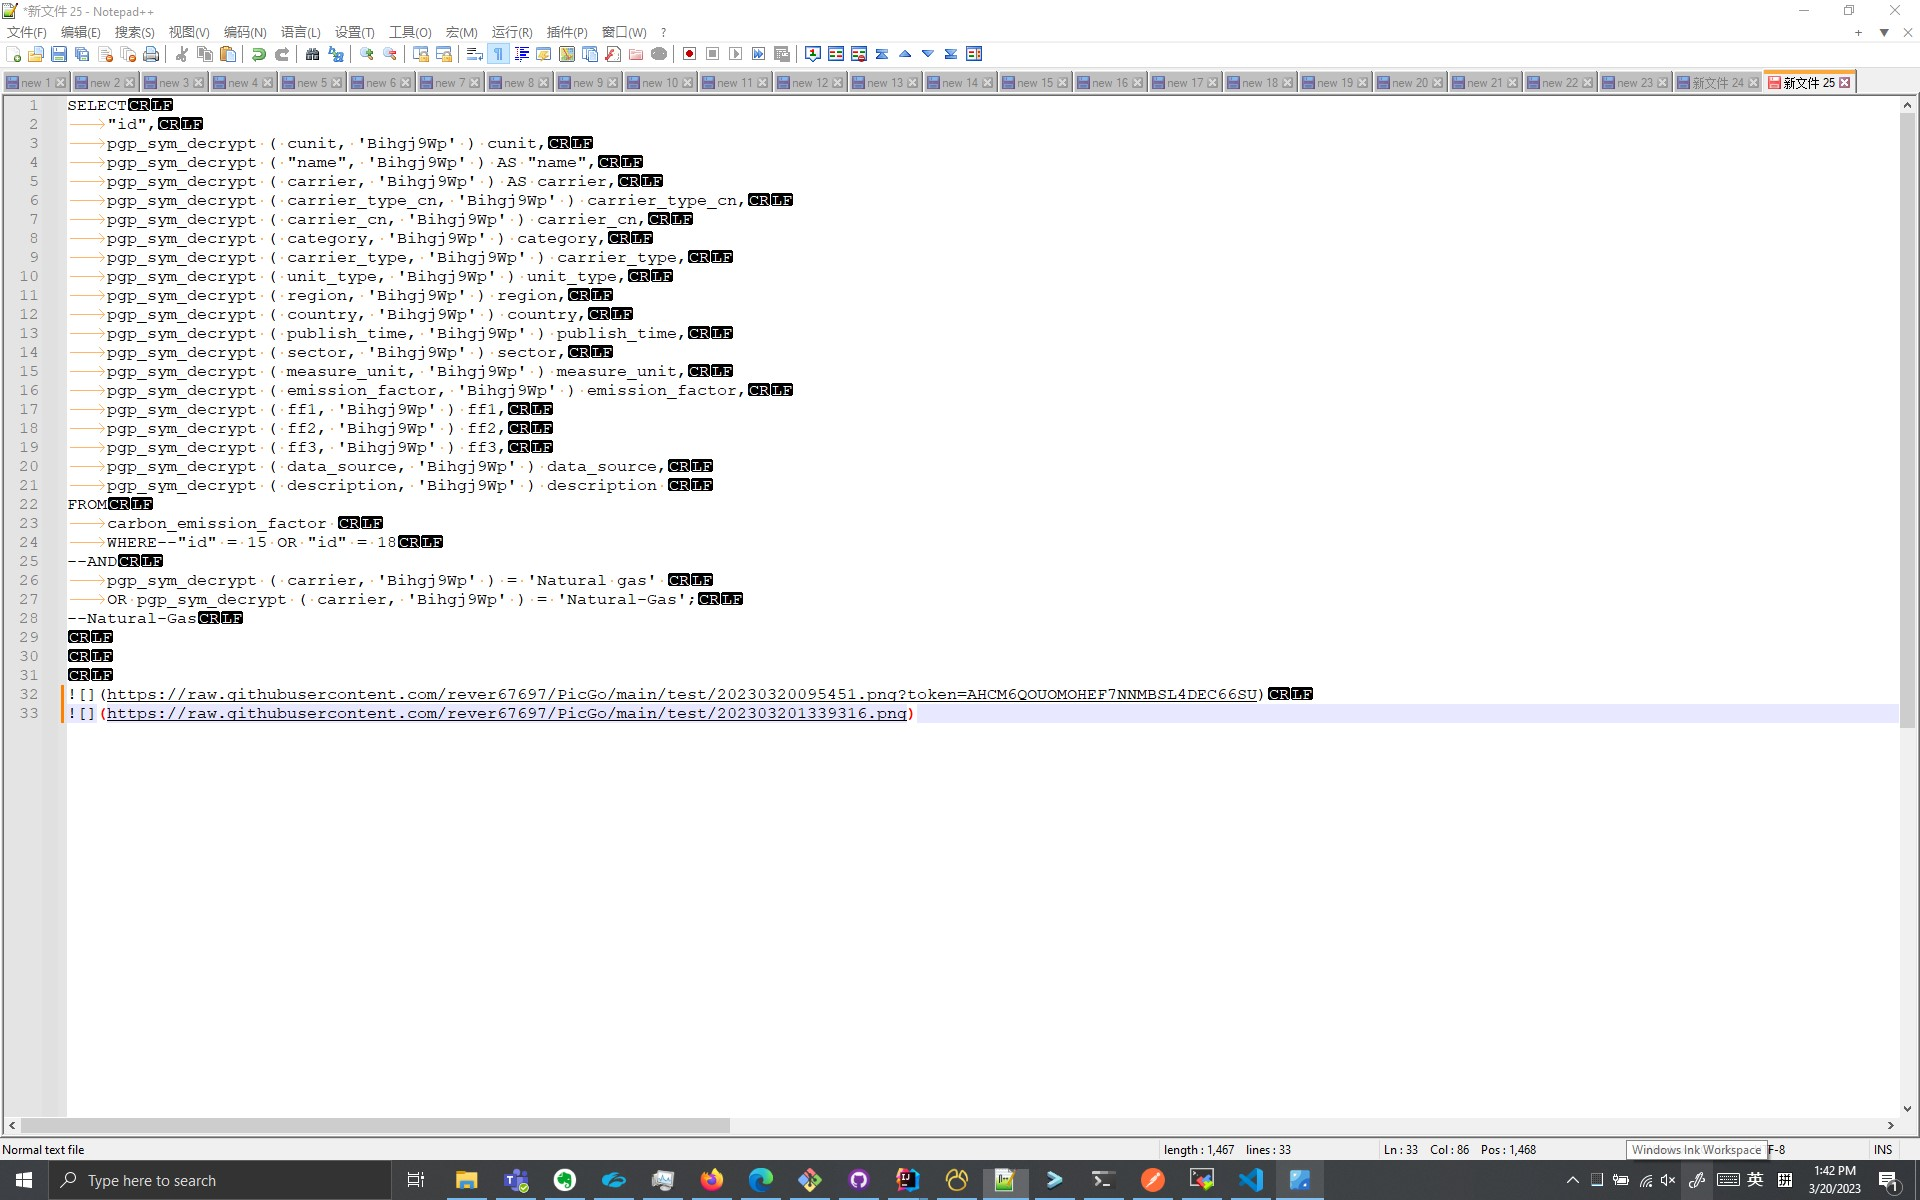 *新文件 25 - Notepad++
文件(F) 编辑(E) 搜索(S) 视图(V) 编码(N) 语言(L) 设置(T) 工具(O) 宏(M) 运行(R) 插件(P) 窗口(W) ?
new 1 new 2 new 3 new 4 new 5 new 6 new 7 new 8 new 9 new 10 new 11 new 12 new 13 new 14 new 15 new 16 new 17 new 18 new 19 new 20 new 21 new 22 new 23 新文件 24 新文件 25
1 SELECTCRLF
2 "id",CRLF
3 pgp_sym_decrypt ( cunit, 'Bihgj9Wp' ) cunit,CRLF
4 pgp_sym_decrypt ( "name", 'Bihgj9Wp' ) AS "name",CRLF
5 pgp_sym_decrypt ( carrier, 'Bihgj9Wp' ) AS carrier,CRLF
6 pgp_sym_decrypt ( carrier_type_cn, 'Bihgj9Wp' ) carrier_type_cn,CRLF
7 pgp_sym_decrypt ( carrier_cn, 'Bihgj9Wp' ) carrier_cn,CRLF
8 pgp_sym_decrypt ( category, 'Bihgj9Wp' ) category,CRLF
9 pgp_sym_decrypt ( carrier_type, 'Bihgj9Wp' ) carrier_type,CRLF
10 pgp_sym_decrypt ( unit_type, 'Bihgj9Wp' ) unit_type,CRLF
11 pgp_sym_decrypt ( region, 'Bihgj9Wp' ) region,CRLF
12 pgp_sym_decrypt ( country, 'Bihgj9Wp' ) country,CRLF
13 pgp_sym_decrypt ( publish_time, 'Bihgj9Wp' ) publish_time,CRLF
14 pgp_sym_decrypt ( sector, 'Bihgj9Wp' ) sector,CRLF
15 pgp_sym_decrypt ( measure_unit, 'Bihgj9Wp' ) measure_unit,CRLF
16 pgp_sym_decrypt ( emission_factor, 'Bihgj9Wp' ) emission_factor,CRLF
17 pgp_sym_decrypt ( ff1, 'Bihgj9Wp' ) ff1,CRLF
18 pgp_sym_decrypt ( ff2, 'Bihgj9Wp' ) ff2,CRLF
19 pgp_sym_decrypt ( ff3, 'Bihgj9Wp' ) ff3,CRLF
20 pgp_sym_decrypt ( data_source, 'Bihgj9Wp' ) data_source,CRLF
21 pgp_sym_decrypt ( description, 'Bihgj9Wp' ) description CRLF
22 FROMCRLF
23 carbon_emission_factor CRLF
24 WHERE--"id" = 15 OR "id" = 18CRLF
25 --ANDCRLF
26 pgp_sym_decrypt ( carrier, 'Bihgj9Wp' ) = 'Natural gas' CRLF
27 OR pgp_sym_decrypt ( carrier, 'Bihgj9Wp' ) = 'Natural-Gas';CRLF
28 --Natural-GasCRLF
29 CRLF
30 CRLF
31 CRLF
32 ![](https://raw.githubusercontent.com/rever67697/PicGo/main/test/20230320095451.png?token=AHCM6QOUOMOHEF7NNMBSL4DEC66SU)CRLF
33 ![](https://raw.githubusercontent.com/rever67697/PicGo/main/test/202303201339316.png)
Normal text file length : 1,467 lines : 33 Ln : 33 Col : 86 Pos : 1,468 Windows Ink Workspace F-8 INS
Type here to search 英 拼 1:42 PM
3/20/2023 1